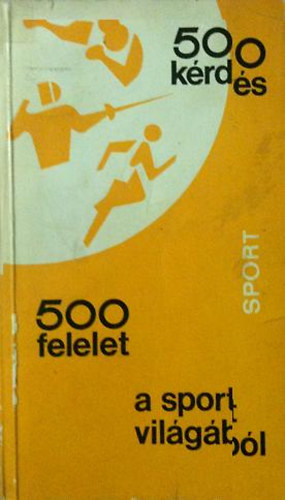 500
kérdés
SPORT
500
felelet
a sport
világából